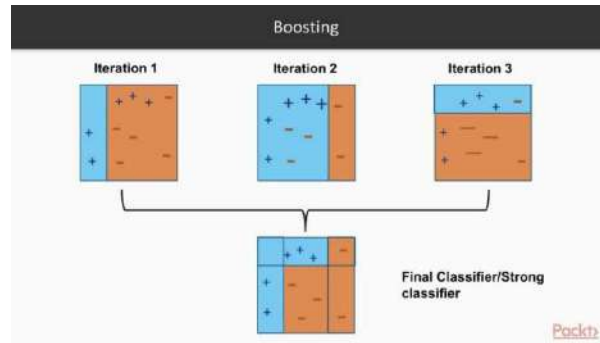 Boosting
Iteration 1
Iteration 2
Iteration 3
Final Classifier/Strong
classifier
Packt>